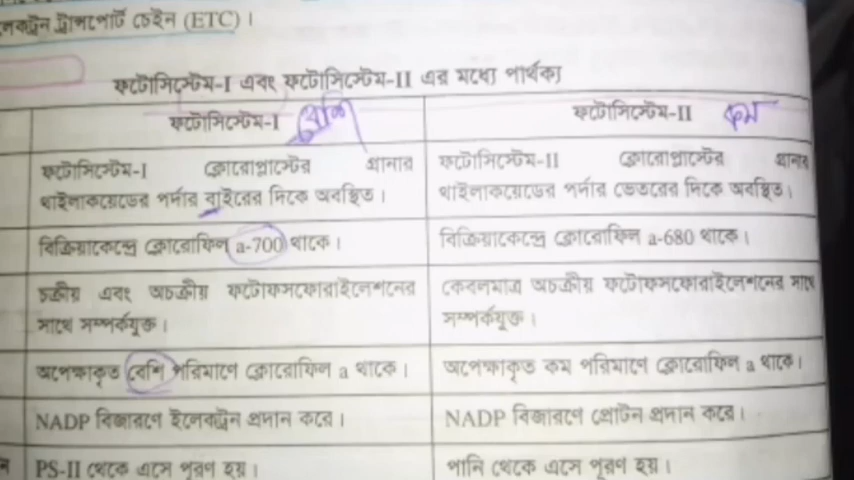 লেকট্রন ট্রান্সপোর্ট চেইন (ETC) ।
ফটোসিস্টেম-I এবং ফটোসিস্টেম-II এর মধ্যে পার্থক্য
ফটোসিস্টেম-I বেশি
ফটোসিস্টেম-II কম
ফটোসিস্টেম-I ক্লোরোপ্লাস্টের গ্রানার
থাইলাকয়েডের পর্দার বাইরের দিকে অবস্থিত ।
ফটোসিস্টেম-II ক্লোরোপ্লাস্টের গ্রানার
থাইলাকয়েডের পর্দার ভেতরের দিকে অবস্থিত ।
বিক্রিয়াকেন্দ্রে ক্লোরোফিল a-700 থাকে ।
বিক্রিয়াকেন্দ্রে ক্লোরোফিল a-680 থাকে ।
চক্রীয় এবং অচক্রীয় ফটোফসফোরাইলেশনের
সাথে সম্পর্কযুক্ত ।
কেবলমাত্র অচক্রীয় ফটোফসফোরাইলেশনের সাথে
সম্পর্কযুক্ত ।
অপেক্ষাকৃত বেশি পরিমাণে ক্লোরোফিল a থাকে ।
অপেক্ষাকৃত কম পরিমাণে ক্লোরোফিল a থাকে ।
NADP বিজারণে ইলেকট্রন প্রদান করে ।
NADP বিজারণে প্রোটন প্রদান করে ।
ন
PS-II থেকে এসে পূরণ হয় ।
পানি থেকে এসে পূরণ হয় ।